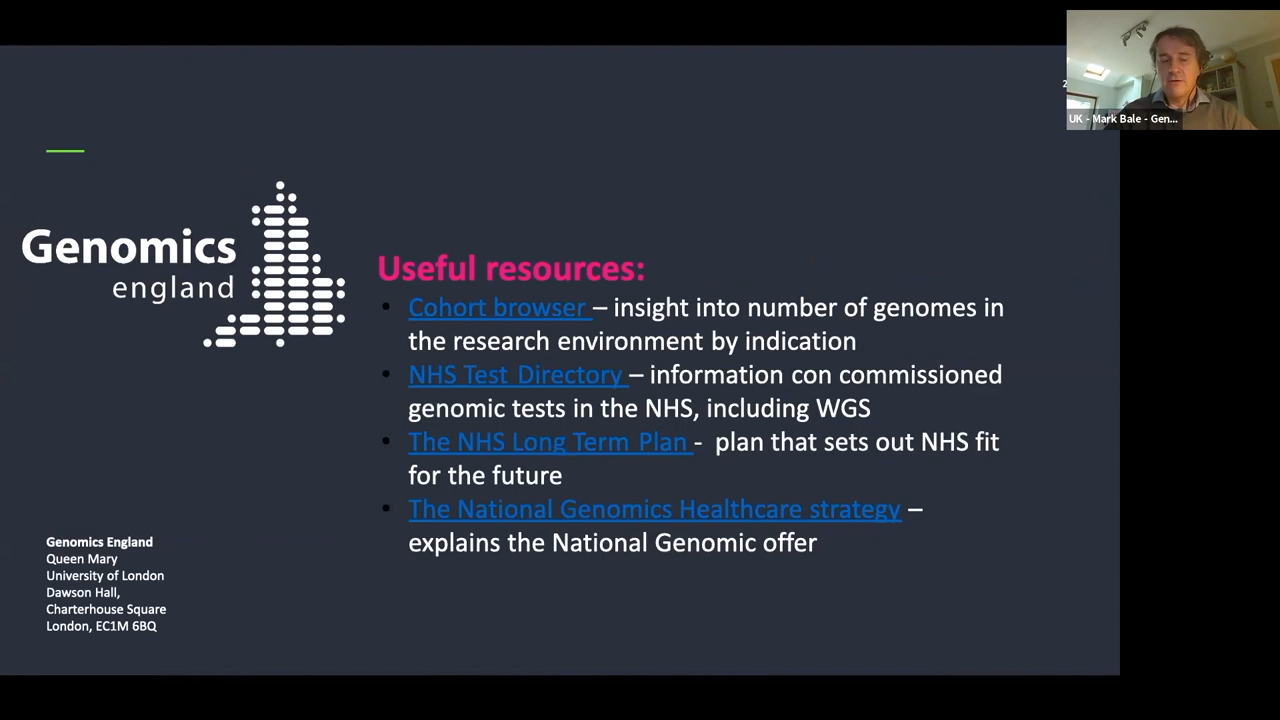 UK - Mark Bale - Gen...
2
Genomics
england
Useful resources:
• Cohort browser – insight into number of genomes in
the research environment by indication
• NHS Test Directory – information con commissioned
genomic tests in the NHS, including WGS
• The NHS Long Term Plan - plan that sets out NHS fit
for the future
• The National Genomics Healthcare strategy –
explains the National Genomic offer
Genomics England
Queen Mary
University of London
Dawson Hall,
Charterhouse Square
London, EC1M 6BQ